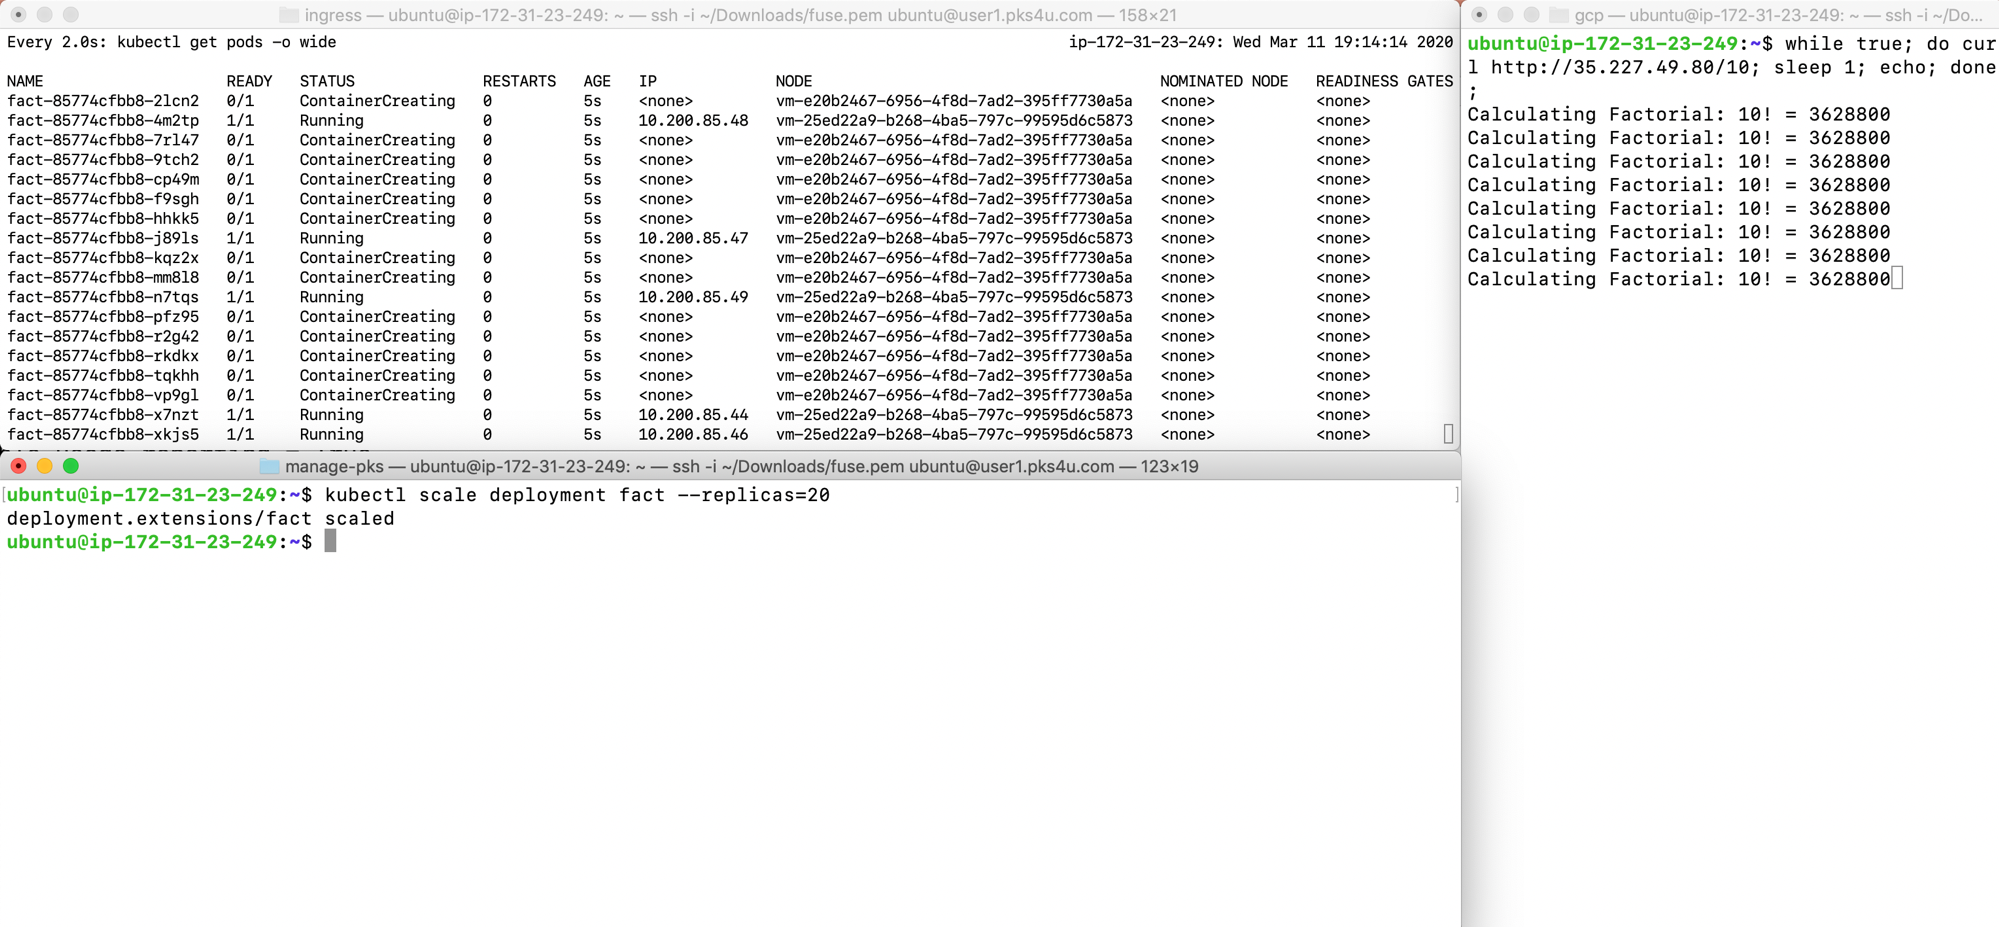 ingress — ubuntu@ip-172-31-23-249: ~ — ssh -i ~/Downloads/fuse.pem ubuntu@user1.pks4u.com — 158×21
Every 2.0s: kubectl get pods -o wide ip-172-31-23-249: Wed Mar 11 19:14:14 2020
NAME READY STATUS RESTARTS AGE IP NODE NOMINATED NODE READINESS GATES
fact-85774cfbb8-2lcn2 0/1 ContainerCreating 0 5s <none> vm-e20b2467-6956-4f8d-7ad2-395ff7730a5a <none> <none>
fact-85774cfbb8-4m2tp 1/1 Running 0 5s 10.200.85.48 vm-25ed22a9-b268-4ba5-797c-99595d6c5873 <none> <none>
fact-85774cfbb8-7rl47 0/1 ContainerCreating 0 5s <none> vm-e20b2467-6956-4f8d-7ad2-395ff7730a5a <none> <none>
fact-85774cfbb8-9tch2 0/1 ContainerCreating 0 5s <none> vm-e20b2467-6956-4f8d-7ad2-395ff7730a5a <none> <none>
fact-85774cfbb8-cp49m 0/1 ContainerCreating 0 5s <none> vm-e20b2467-6956-4f8d-7ad2-395ff7730a5a <none> <none>
fact-85774cfbb8-f9sgh 0/1 ContainerCreating 0 5s <none> vm-e20b2467-6956-4f8d-7ad2-395ff7730a5a <none> <none>
fact-85774cfbb8-hhkk5 0/1 ContainerCreating 0 5s <none> vm-e20b2467-6956-4f8d-7ad2-395ff7730a5a <none> <none>
fact-85774cfbb8-j89ls 1/1 Running 0 5s 10.200.85.47 vm-25ed22a9-b268-4ba5-797c-99595d6c5873 <none> <none>
fact-85774cfbb8-kqz2x 0/1 ContainerCreating 0 5s <none> vm-e20b2467-6956-4f8d-7ad2-395ff7730a5a <none> <none>
fact-85774cfbb8-mm8l8 0/1 ContainerCreating 0 5s <none> vm-e20b2467-6956-4f8d-7ad2-395ff7730a5a <none> <none>
fact-85774cfbb8-n7tqs 1/1 Running 0 5s 10.200.85.49 vm-25ed22a9-b268-4ba5-797c-99595d6c5873 <none> <none>
fact-85774cfbb8-pfz95 0/1 ContainerCreating 0 5s <none> vm-e20b2467-6956-4f8d-7ad2-395ff7730a5a <none> <none>
fact-85774cfbb8-r2g42 0/1 ContainerCreating 0 5s <none> vm-e20b2467-6956-4f8d-7ad2-395ff7730a5a <none> <none>
fact-85774cfbb8-rkdkx 0/1 ContainerCreating 0 5s <none> vm-e20b2467-6956-4f8d-7ad2-395ff7730a5a <none> <none>
fact-85774cfbb8-tqkhh 0/1 ContainerCreating 0 5s <none> vm-e20b2467-6956-4f8d-7ad2-395ff7730a5a <none> <none>
fact-85774cfbb8-vp9gl 0/1 ContainerCreating 0 5s <none> vm-e20b2467-6956-4f8d-7ad2-395ff7730a5a <none> <none>
fact-85774cfbb8-x7nzt 1/1 Running 0 5s 10.200.85.44 vm-25ed22a9-b268-4ba5-797c-99595d6c5873 <none> <none>
fact-85774cfbb8-xkjs5 1/1 Running 0 5s 10.200.85.46 vm-25ed22a9-b268-4ba5-797c-99595d6c5873 <none> <none>
manage-pks — ubuntu@ip-172-31-23-249: ~ — ssh -i ~/Downloads/fuse.pem ubuntu@user1.pks4u.com — 123×19
ubuntu@ip-172-31-23-249:~$ kubectl scale deployment fact --replicas=20
deployment.extensions/fact scaled
ubuntu@ip-172-31-23-249:~$
gcp — ubuntu@ip-172-31-23-249: ~ — ssh -i ~/Do...
ubuntu@ip-172-31-23-249:~$ while true; do cur
l http://35.227.49.80/10; sleep 1; echo; done
;
Calculating Factorial: 10! = 3628800
Calculating Factorial: 10! = 3628800
Calculating Factorial: 10! = 3628800
Calculating Factorial: 10! = 3628800
Calculating Factorial: 10! = 3628800
Calculating Factorial: 10! = 3628800
Calculating Factorial: 10! = 3628800
Calculating Factorial: 10! = 3628800